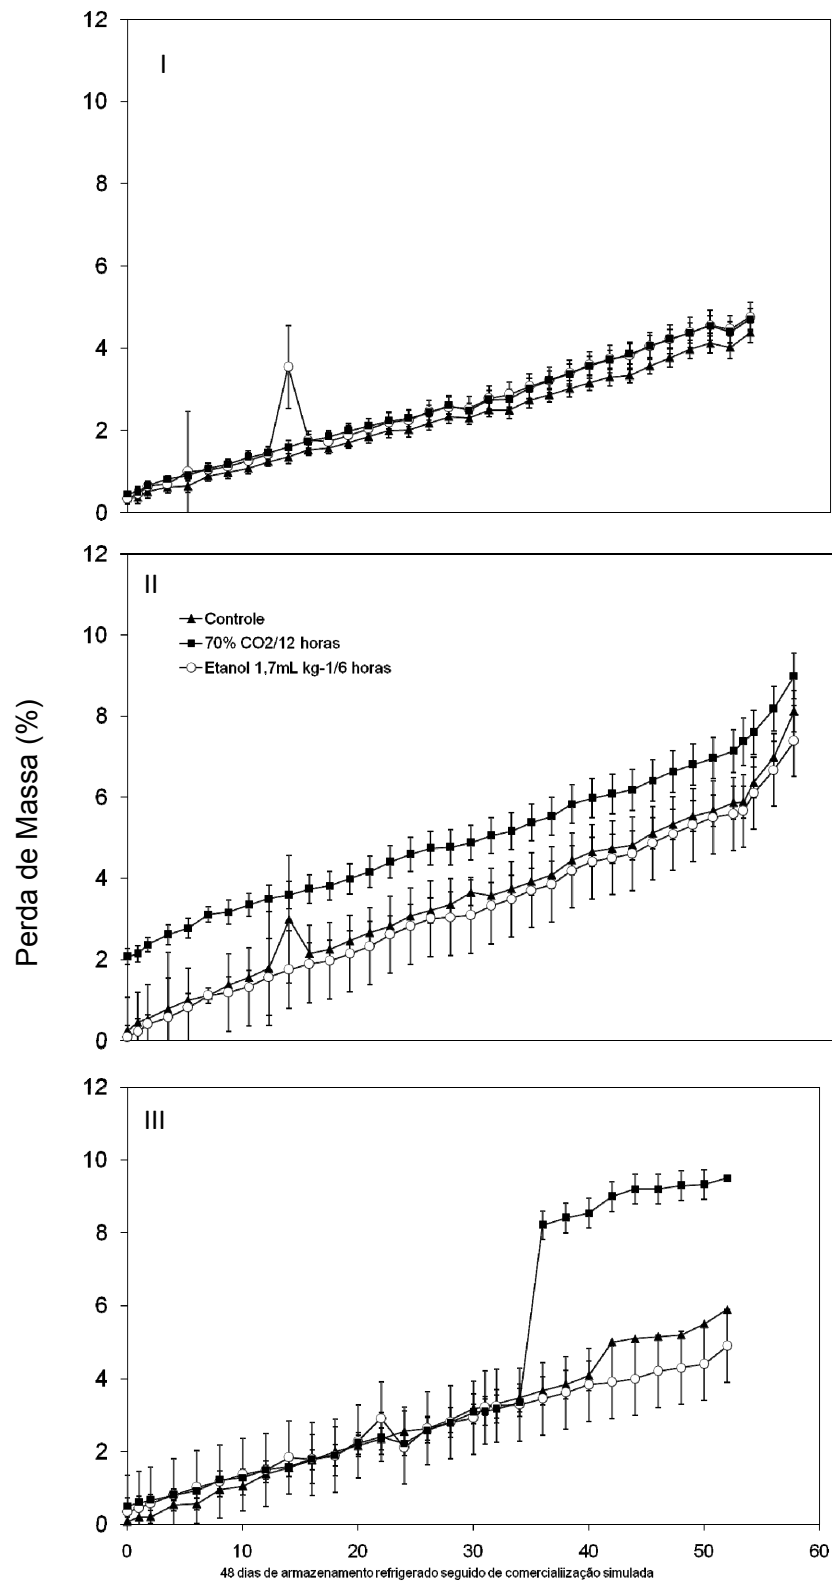 12
I
10
8
6
4
2
0
Perda de Massa (%)
12
II
Controle
10
70% CO2/12 horas
Etanol 1,7mL kg-1/6 horas
8
6
4
2
0
12
III
10
8
6
4
2
0
0 10 20 30 40 50 60
48 dias de armazenamento refrigerado seguido de comercialiização simulada